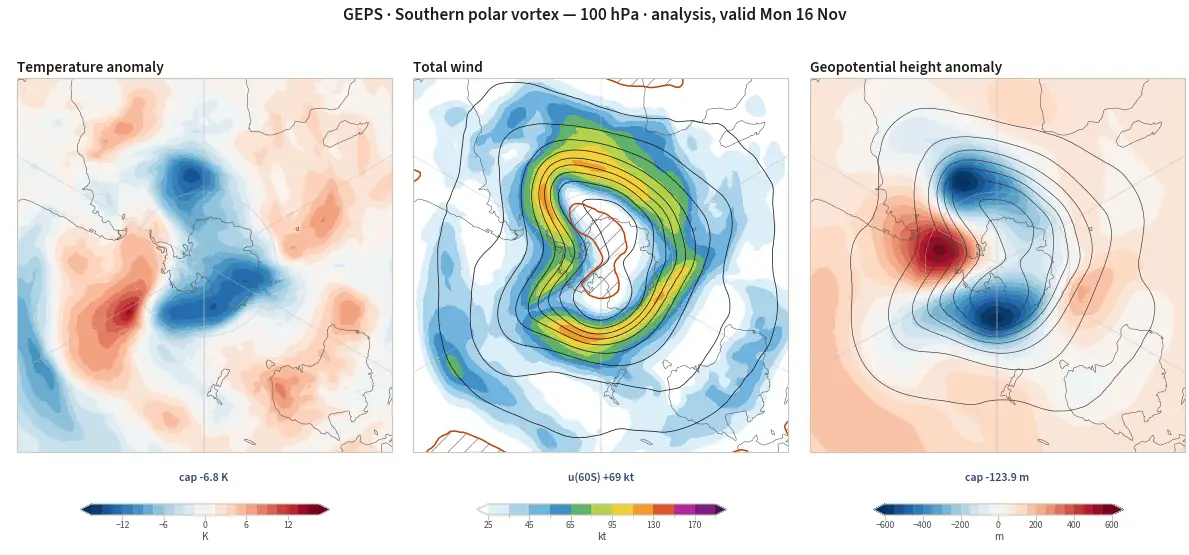 GEPS · Southern polar vortex — 100 hPa · analysis, valid Mon 16 Nov
Temperature anomaly
Total wind
Geopotential height anomaly
cap -6.8 K
u(60S) +69 kt
cap -123.9 m
−12 −6 0 6 12
K
25 45 65 95 130 170
kt
−600 −400 −200 0 200 400 600
m